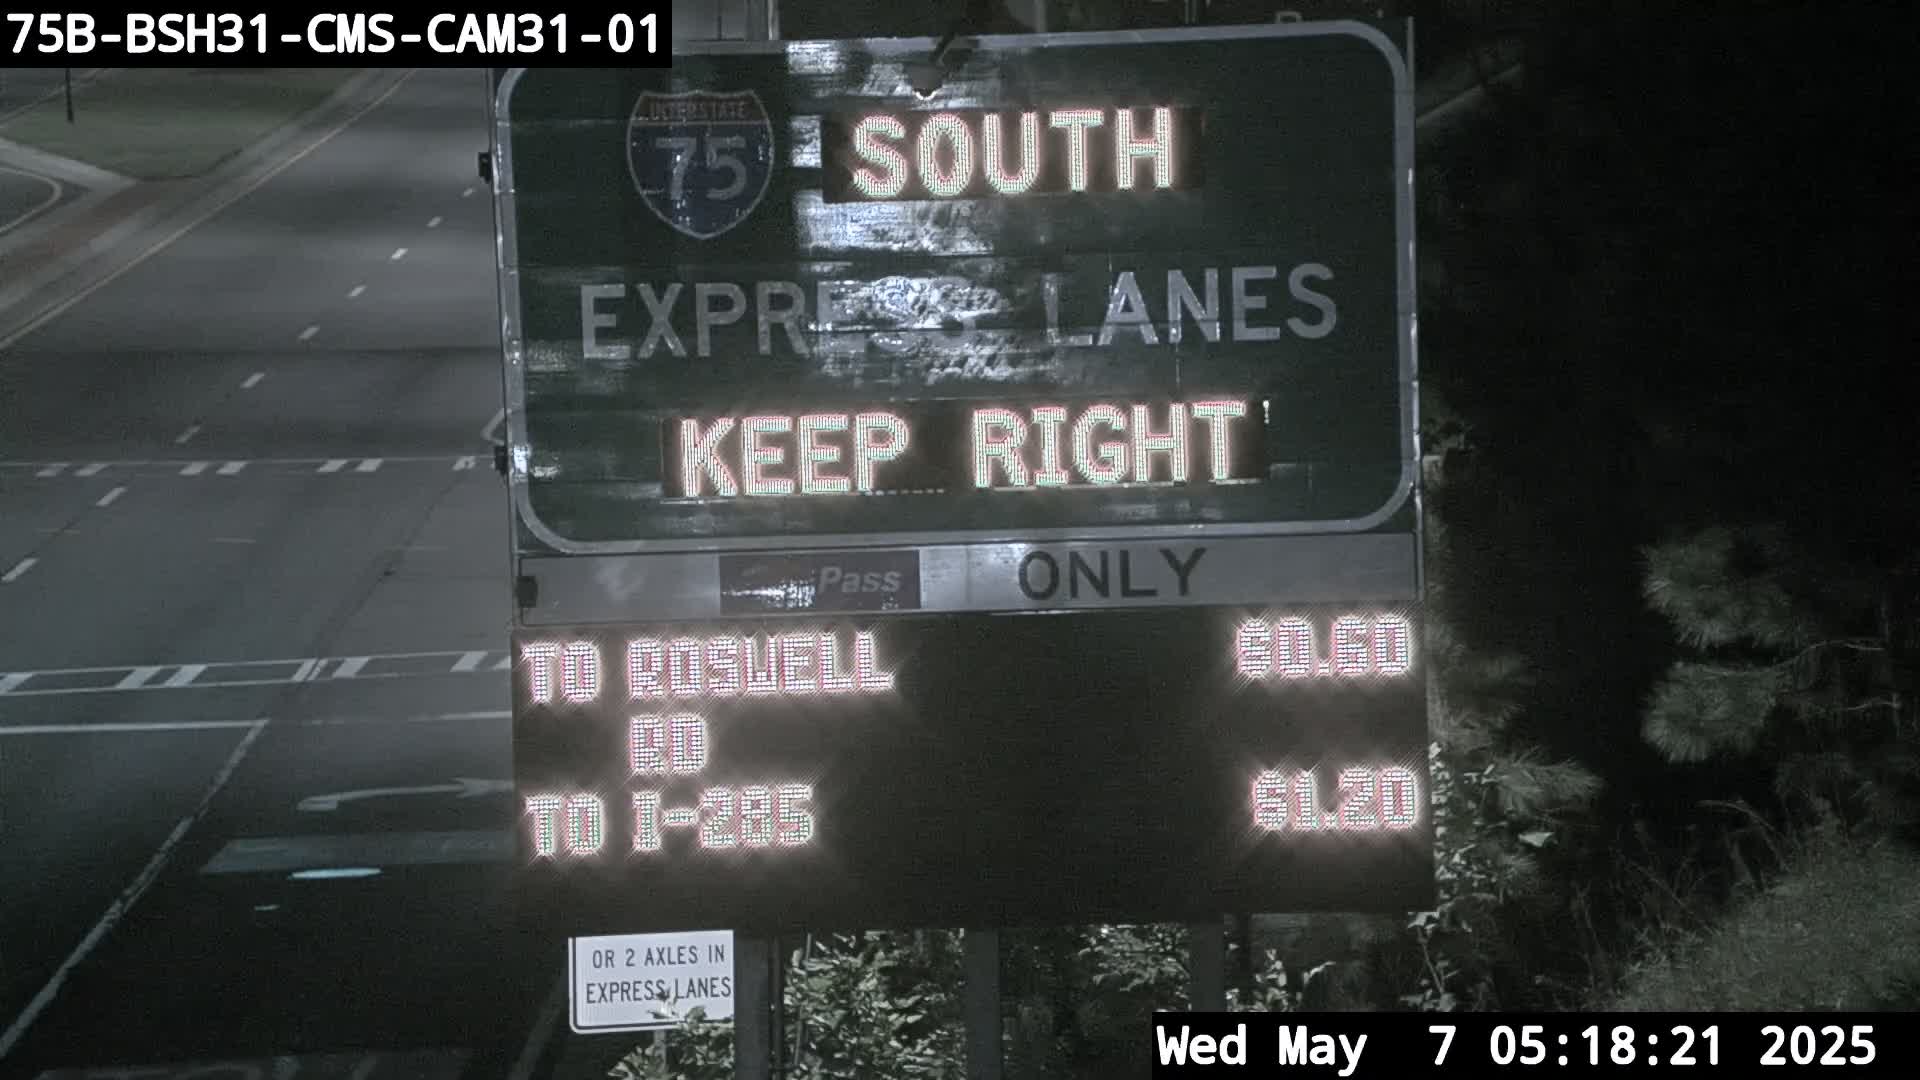 75B-BSH31-CMS-CAM31-01
INTERSTATE
75
SOUTH
EXPRESS LANES
KEEP RIGHT
Pass ONLY
TO ROSWELL $0.60
RD
TO I-285 $1.20
OR 2 AXLES IN
EXPRESS LANES
Wed May 7 05:18:21 2025